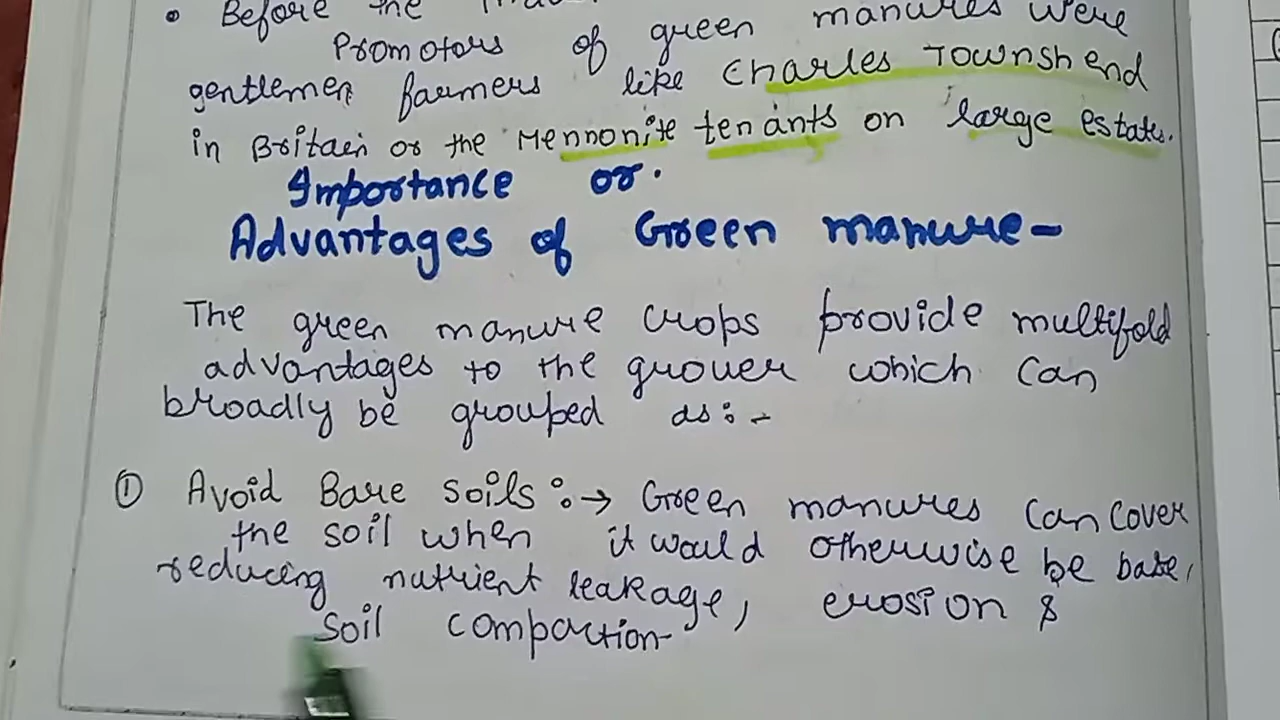 • Before the
Promotors of green manures were
gentlemen farmers like Charles Townshend
in Britain or the Mennonite tenants on large estates.
Importance or.
Advantages of Green manure-
The green manure crops provide multifold
advantages to the grower which can
broadly be grouped as:-
① Avoid Bare soils:→ Green manures can cover
the soil when it would otherwise be bare,
reducing nutrient leakage, erosion &
soil compaction